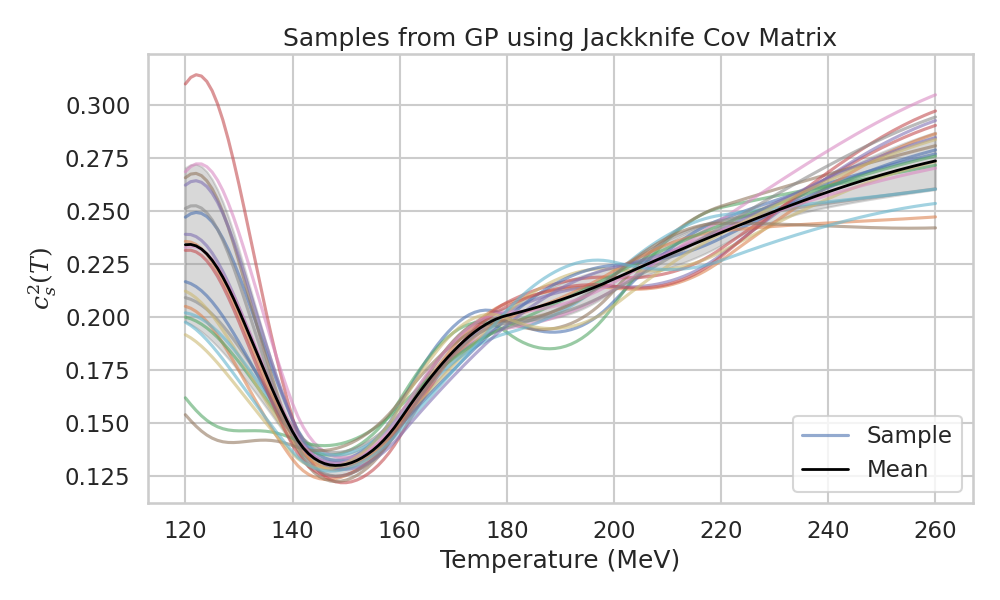 Samples from GP using Jackknife Cov Matrix
0.300
0.275
0.250
0.225
0.200
0.175
0.150
0.125
c_s^2(T)
Sample
Mean
120 140 160 180 200 220 240 260
Temperature (MeV)